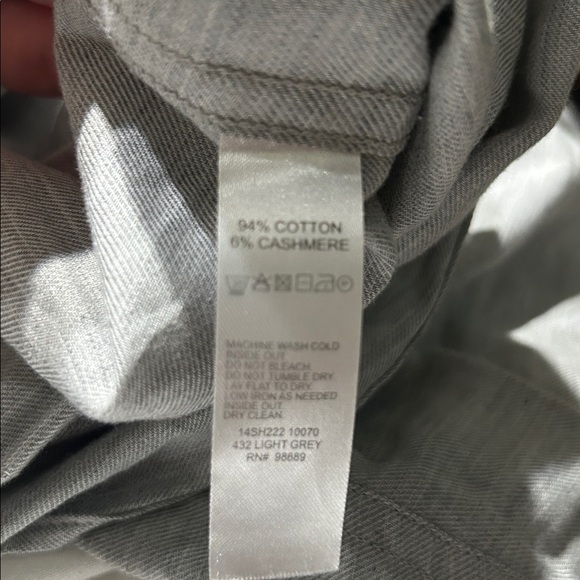 94% COTTON
6% CASHMERE
MACHINE WASH COLD
INSIDE OUT
DO NOT BLEACH
DO NOT TUMBLE DRY
LAY FLAT TO DRY
LOW IRON AS NEEDED
INSIDE OUT
DRY CLEAN
14SH222 10070
432 LIGHT GREY
RN# 98689